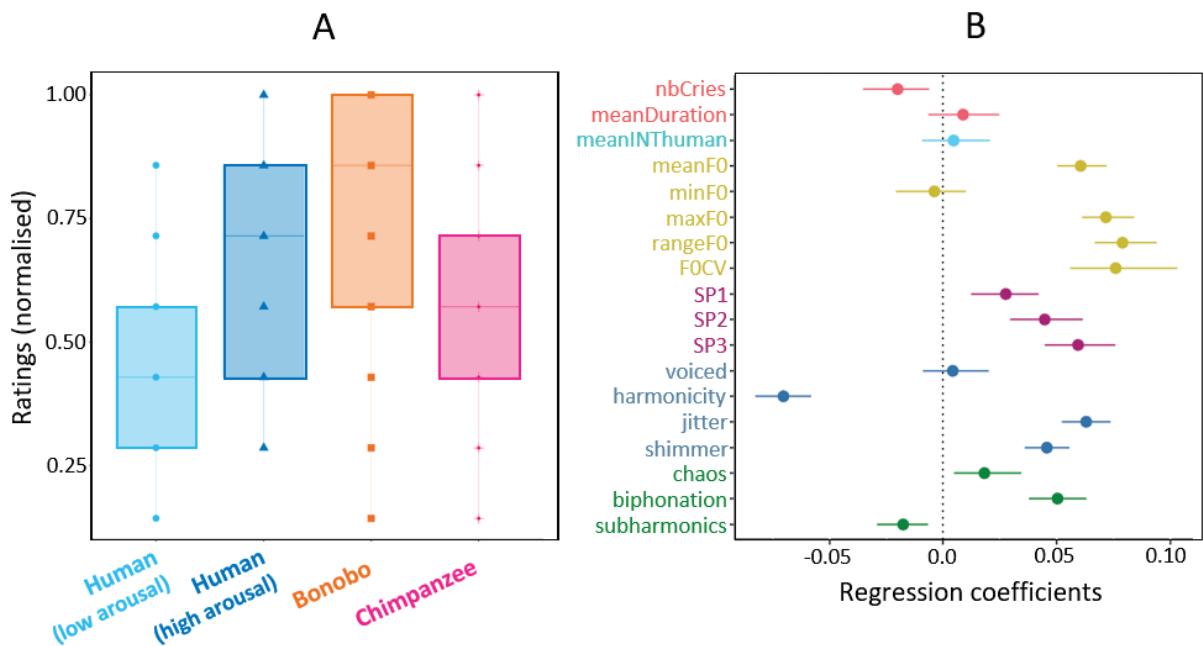 A
Ratings (normalised)
1.00
0.75
0.50
0.25
Human
(low arousal)
Human
(high arousal)
Bonobo
Chimpanzee
B
nbCries
meanDuration
meanINThuman
meanF0
minF0
maxF0
rangeF0
F0CV
SP1
SP2
SP3
voiced
harmonicity
jitter
shimmer
chaos
biphonation
subharmonics
-0.05
0.0
0.05
0.10
Regression coefficients